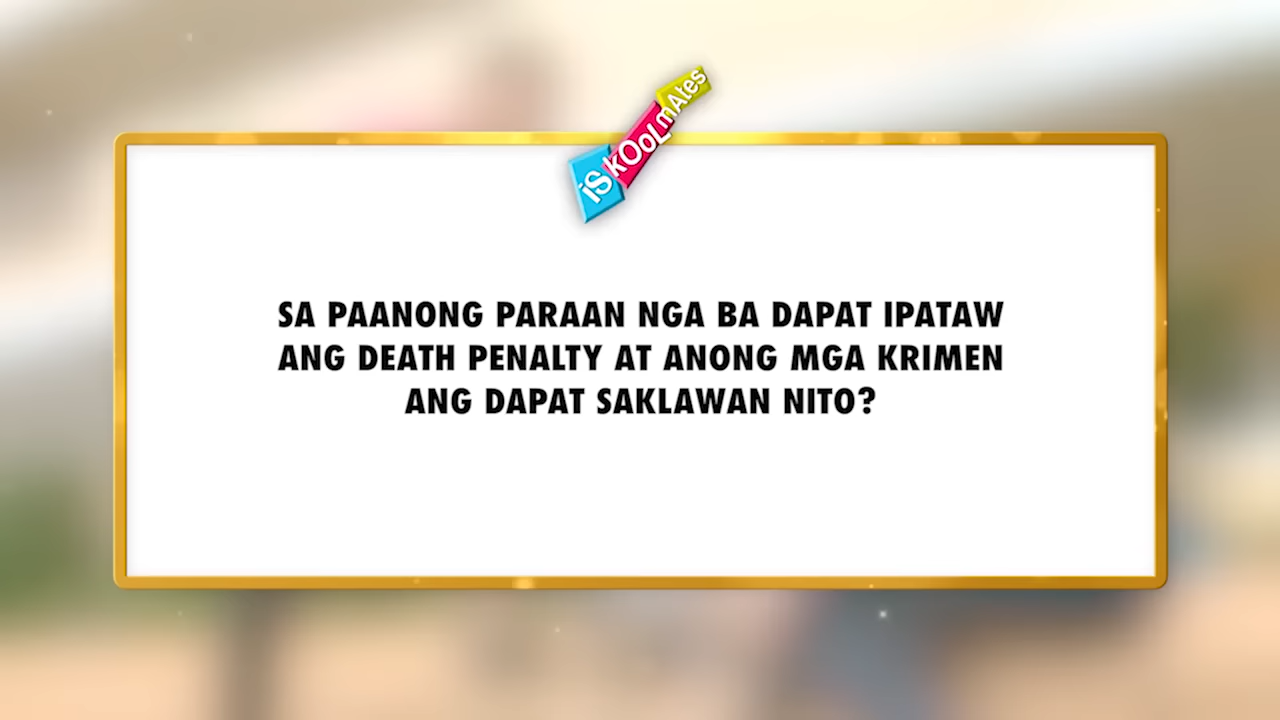 iskOoLmAtes
SA PAANONG PARAAN NGA BA DAPAT IPATAW
ANG DEATH PENALTY AT ANONG MGA KRIMEN
ANG DAPAT SAKLAWAN NITO?